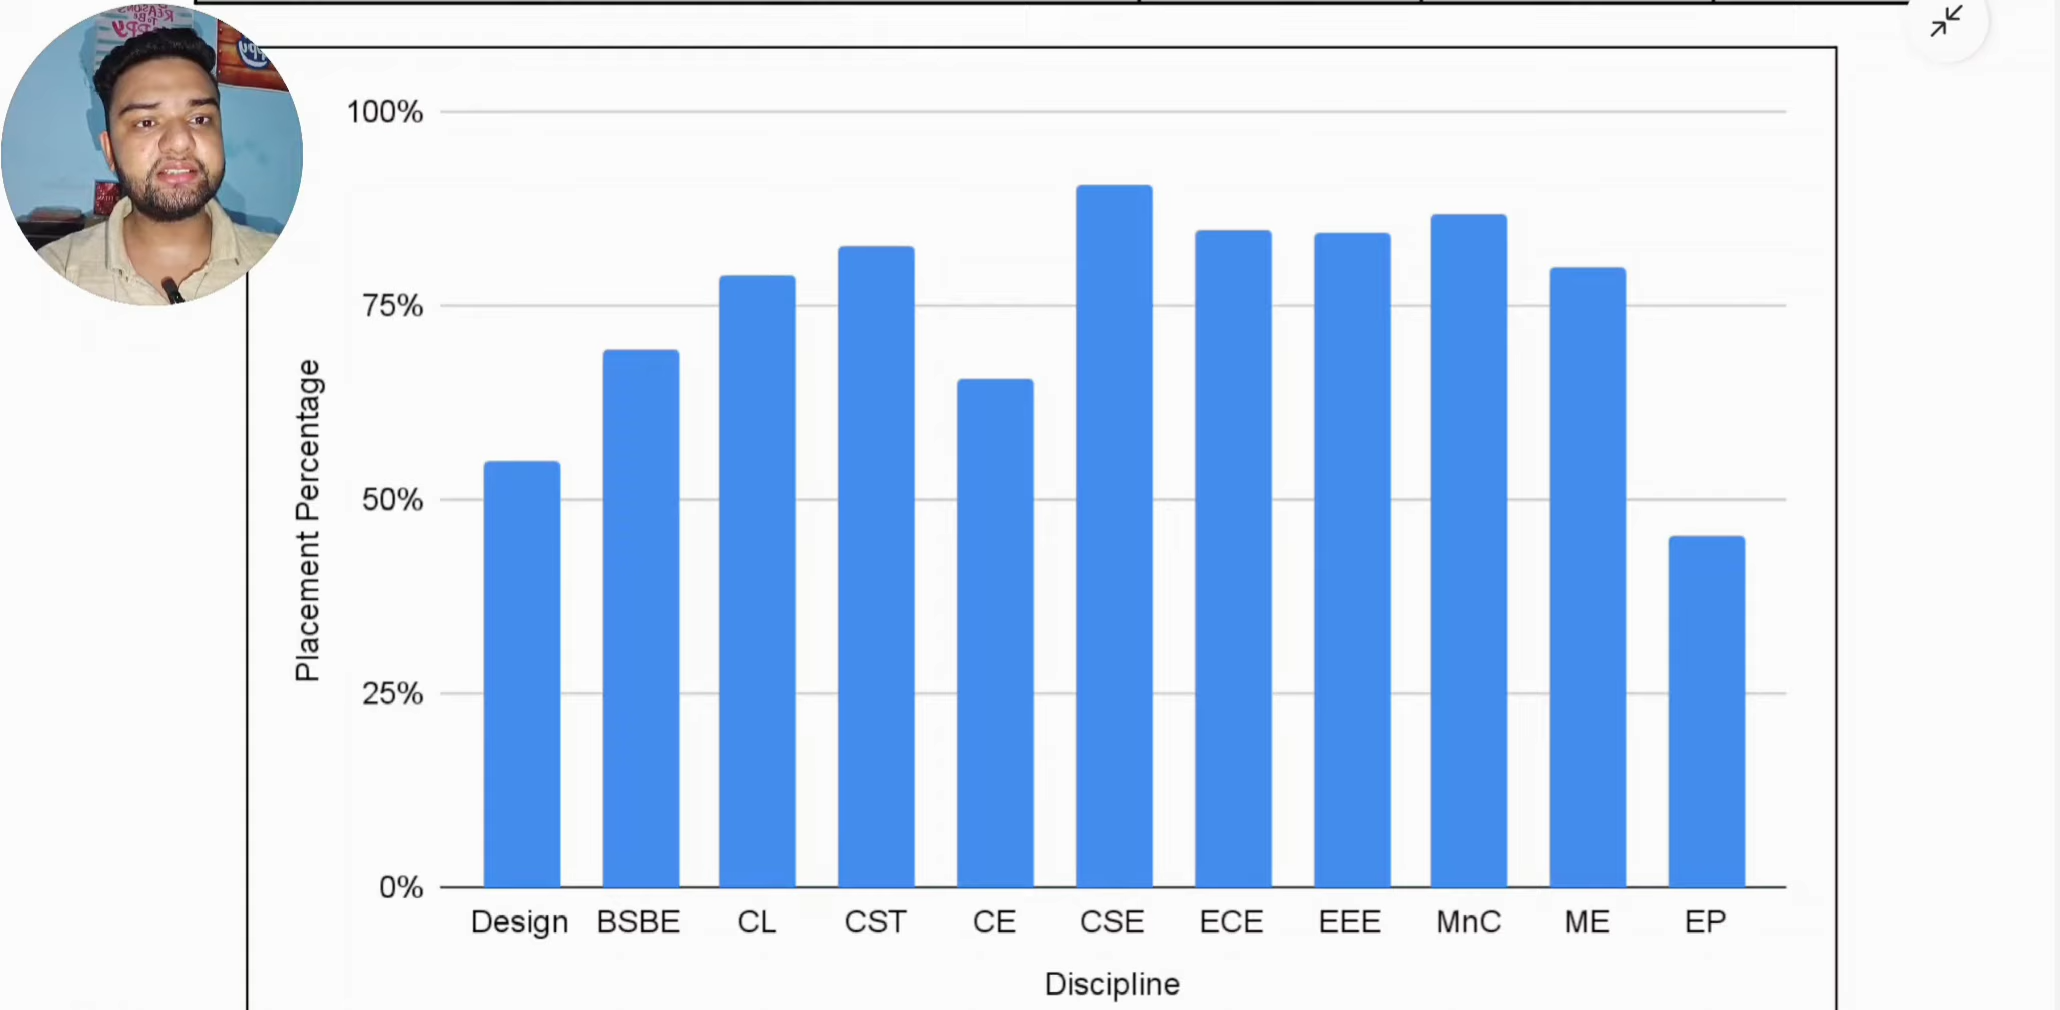 100%
75%
50%
25%
0%
Placement Percentage
Design BSBE CL CST CE CSE ECE EEE MnC ME EP
Discipline